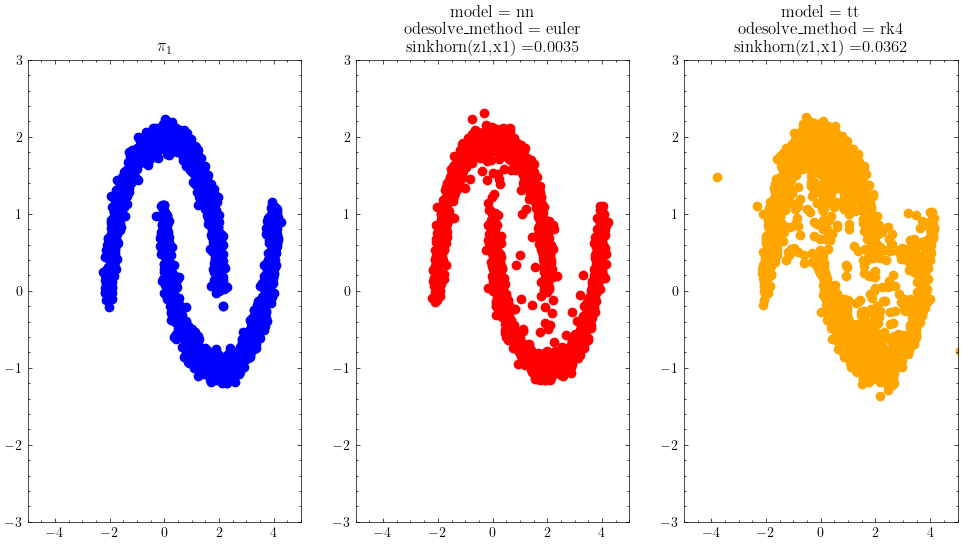 π₁
model = nn
odesolve_method = euler
sinkhorn(z1,x1) =0.0035
model = tt
odesolve_method = rk4
sinkhorn(z1,x1) =0.0362
3
2
1
0
−1
−2
−3
−4 −2 0 2 4
3
2
1
0
−1
−2
−3
−4 −2 0 2 4
3
2
1
0
−1
−2
−3
−4 −2 0 2 4